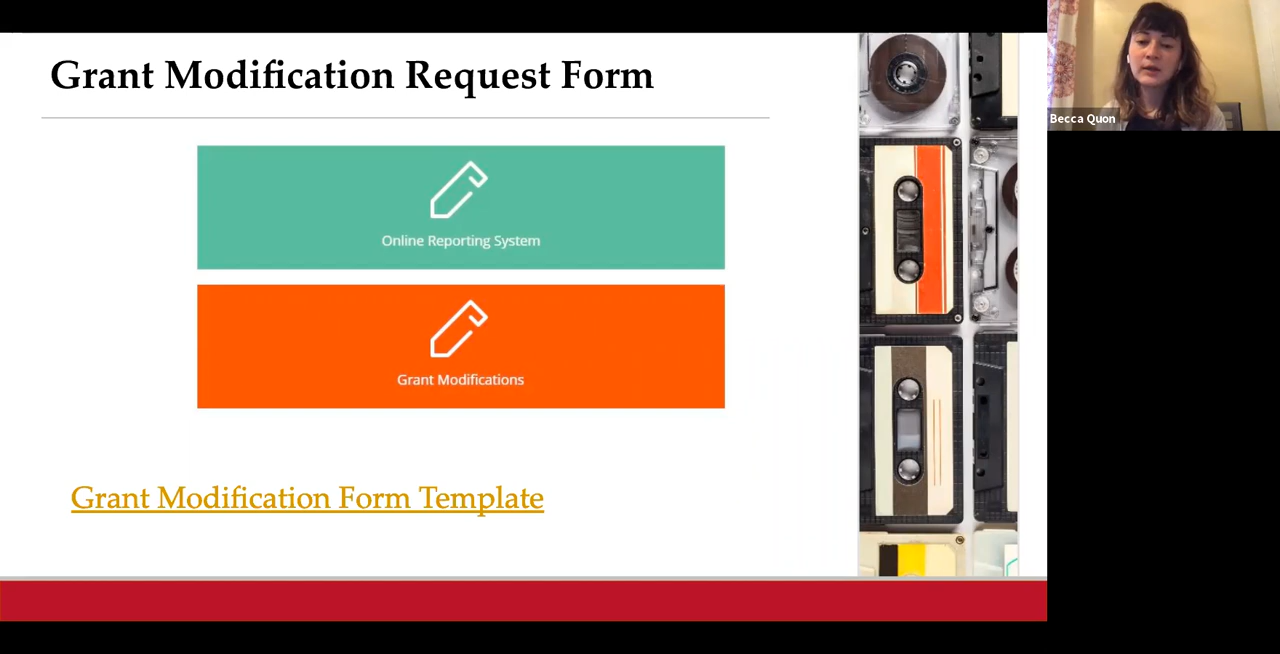 Grant Modification Request Form
Becca Quon
Online Reporting System
Grant Modifications
Grant Modification Form Template